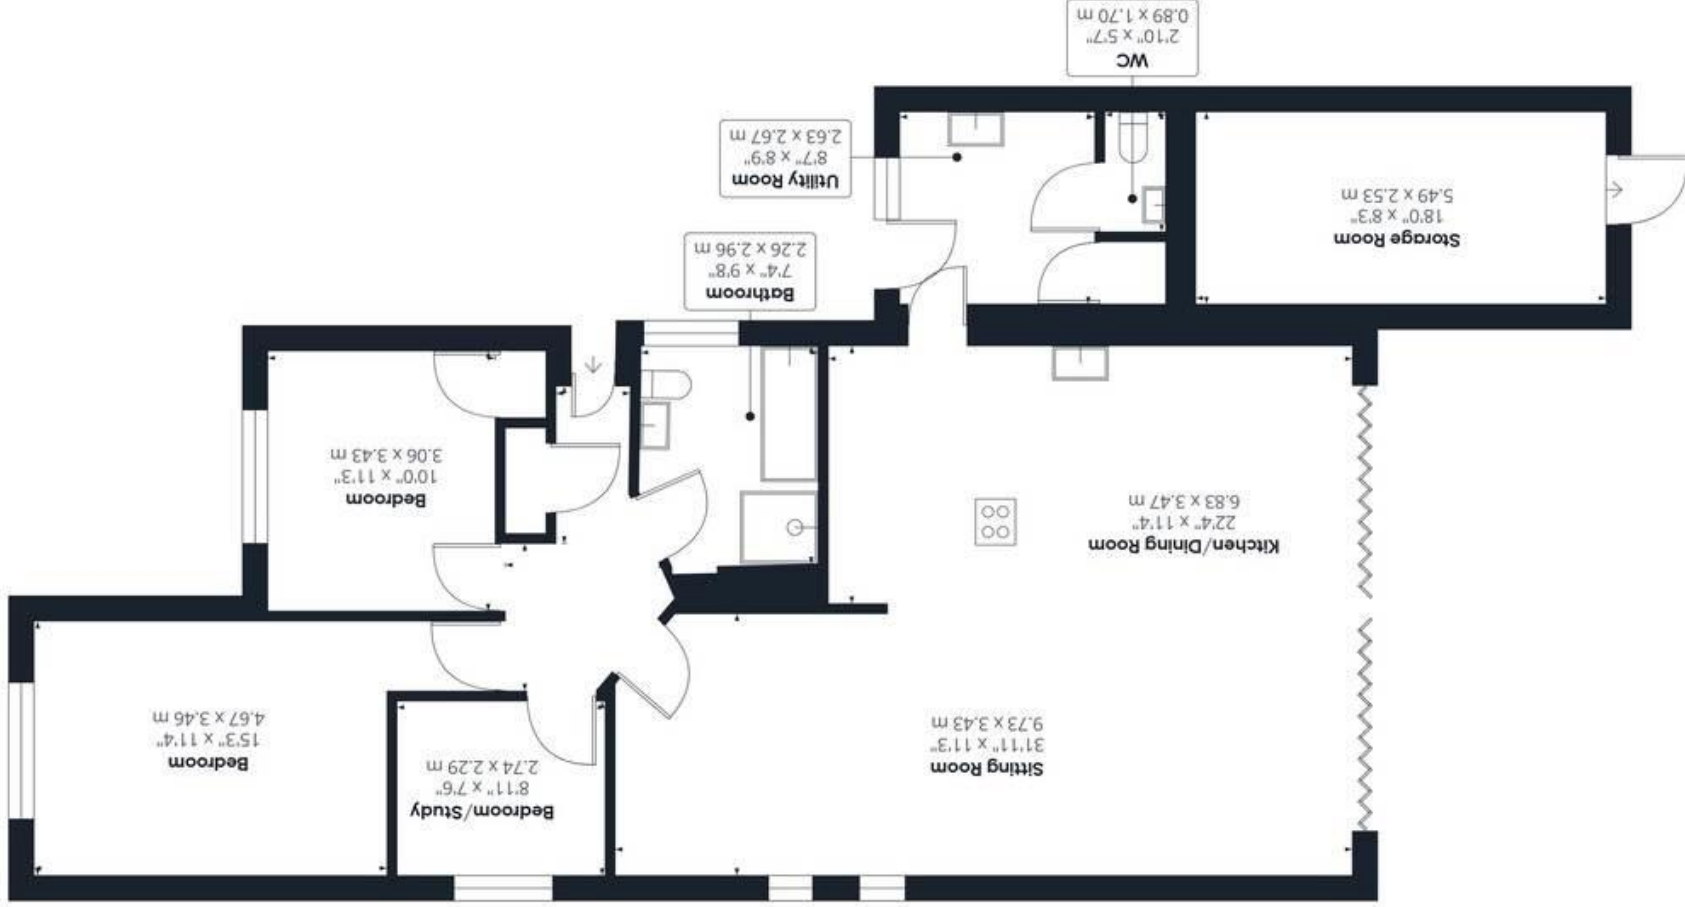 Sitting Room
31'11" x 11'3"
9.73 x 3.43 m
Bedroom/Study
8'11" x 7'6"
2.74 x 2.29 m
Bedroom
15'3" x 11'4"
4.67 x 3.46 m
Kitchen/Dining Room
22'4" x 11'4"
6.83 x 3.47 m
Bedroom
10'0" x 11'3"
3.06 x 3.43 m
Bathroom
7'4" x 9'8"
2.26 x 2.96 m
Storage Room
18'0" x 8'3"
5.49 x 2.53 m
Utility Room
8'7" x 8'9"
2.63 x 2.67 m
WC
2'10" x 5'7"
0.89 x 1.70 m